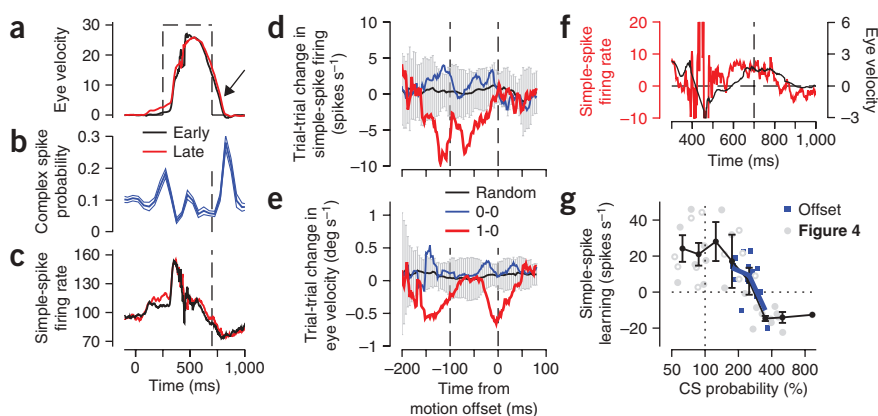 a
Eye velocity
30
20
10
0
b
Early
Late
Complex spike
probability
0.3
0.2
0.1
0
c
Simple-spike
firing rate
160
130
100
70
0
500
1,000
Time (ms)
d
Trial-trial change in
simple-spike firing
(spikes s⁻¹)
10
5
0
−5
−10
e
Random
0-0
1-0
Trial-trial change in
eye velocity (deg s⁻¹)
1
0.5
0
−0.5
−1
−200
−100
0
100
Time from
motion offset (ms)
f
Simple-spike
firing rate
20
10
0
−10
6
3
0
−3
Eye velocity
400
600
800
1,000
Time (ms)
g
Offset
Figure 4
Simple-spike
learning (spikes s⁻¹)
40
20
0
−20
50
100
200
400
800
CS probability (%)